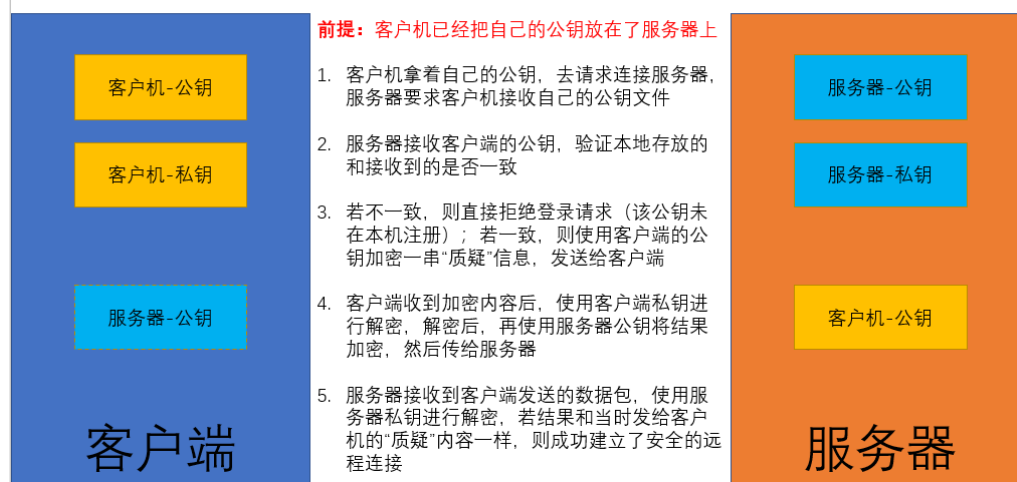 客户机-公钥
客户机-私钥
服务器-公钥
客户端
前提：客户机已经把自己的公钥放在了服务器上
1. 客户机拿着自己的公钥，去请求连接服务器，
服务器要求客户机接收自己的公钥文件
2. 服务器接收客户端的公钥，验证本地存放的
和接收到的是否一致
3. 若不一致，则直接拒绝登录请求（该公钥未
在本机注册）；若一致，则使用客户端的公
钥加密一串“质疑”信息，发送给客户端
4. 客户端收到加密内容后，使用客户端私钥进
行解密，解密后，再使用服务器公钥将结果
加密，然后传给服务器
5. 服务器接收到客户端发送的数据包，使用服
务器私钥进行解密，若结果和当时发给客户
机的“质疑”内容一样，则成功建立了安全的远
程连接
服务器-公钥
服务器-私钥
客户机-公钥
服务器